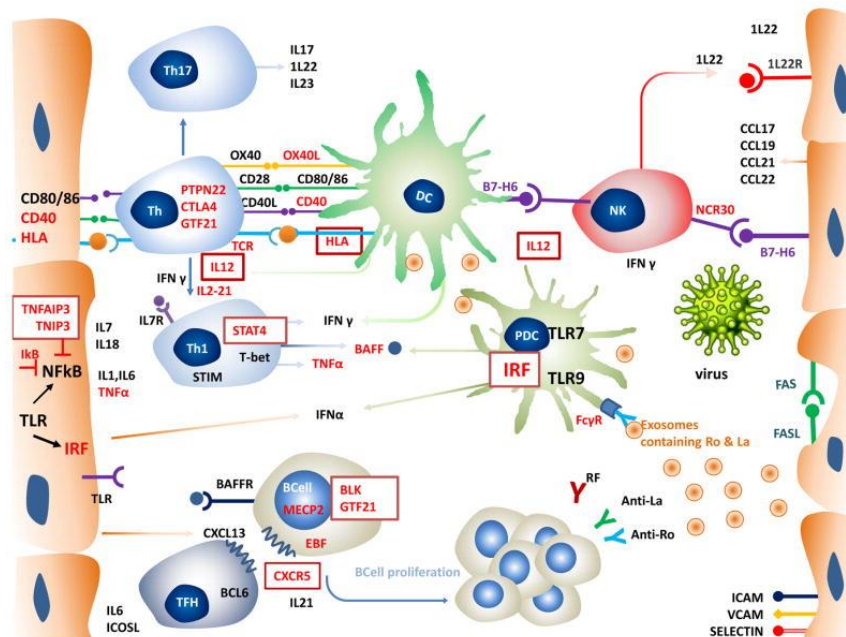 IL17
1L22
IL23
Th17
1L22
1L22
1L22R
OX40
OX40L
CD28
CD80/86
CD40L
CD40
CD80/86
CD40
HLA
Th
PTPN22
CTLA4
GTF21
TCR
HLA
DC
B7-H6
NK
NCR30
IFN γ
B7-H6
CCL17
CCL19
CCL21
CCL22
IL12
IFN γ
IL12
IL2-21
IL7R
Th1
STAT4
T-bet
STIM
IFN γ
TNFα
BAFF
PDC
TLR7
IRF
TLR9
FcγR
virus
Exosomes
containing Ro & La
FAS
FASL
TNFAIP3
TNIP3
IkB
NFkB
IL7
IL18
IL1,IL6
TNFα
TLR
IRF
TLR
IFNα
BAFFR
BCell
MECP2
BLK
GTF21
EBF
CXCL13
CXCR5
IL21
TFH
BCL6
BCell proliferation
RF
Anti-La
Anti-Ro
IL6
ICOSL
ICAM
VCAM
SELECTIN